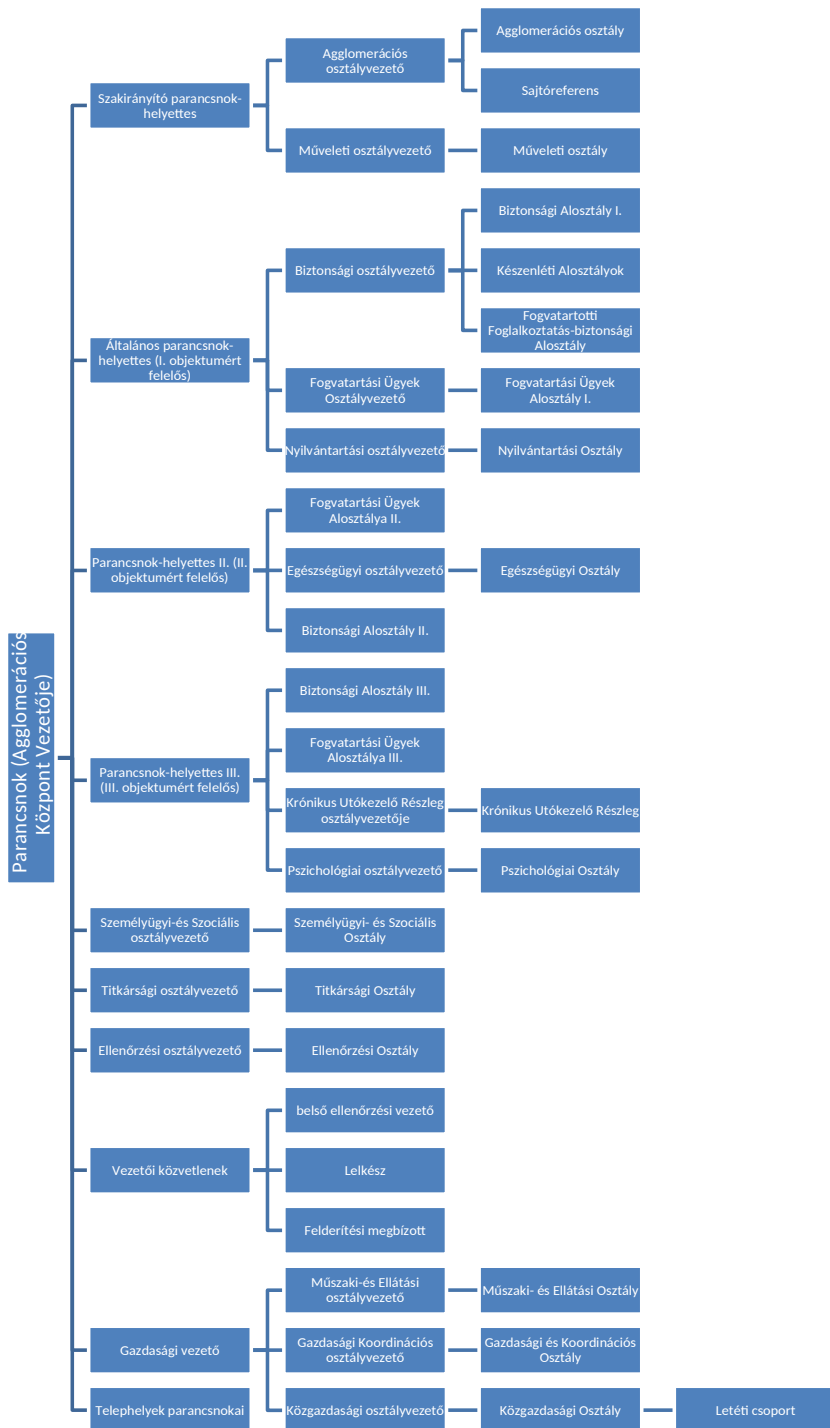 Parancsnok (Agglomerációs
Központ Vezetője)
Szakirányító parancsnok-
helyettes
Agglomerációs
osztályvezető
Agglomerációs osztály
Sajtóreferens
Műveleti osztályvezető
Műveleti osztály
Általános parancsnok-
helyettes (I. objektumért
felelős)
Biztonsági osztályvezető
Biztonsági Alosztály I.
Készenléti Alosztályok
Fogvatartotti
Foglalkoztatás-biztonsági
Alosztály
Fogvatartási Ügyek
Osztályvezető
Fogvatartási Ügyek
Alosztály I.
Nyilvántartási osztályvezető
Nyilvántartási Osztály
Parancsnok-helyettes II. (II.
objektumért felelős)
Fogvatartási Ügyek
Alosztálya II.
Egészségügyi osztályvezető
Egészségügyi Osztály
Biztonsági Alosztály II.
Parancsnok-helyettes III.
(III. objektumért felelős)
Biztonsági Alosztály III.
Fogvatartási Ügyek
Alosztálya III.
Krónikus Utókezelő Részleg
osztályvezetője
Krónikus Utókezelő Részleg
Pszichológiai osztályvezető
Pszichológiai Osztály
Személyügyi-és Szociális
osztályvezető
Személyügyi- és Szociális
Osztály
Titkársági osztályvezető
Titkársági Osztály
Ellenőrzési osztályvezető
Ellenőrzési Osztály
Vezetői közvetlenek
belső ellenőrzési vezető
Lelkész
Felderítési megbízott
Gazdasági vezető
Műszaki-és Ellátási
osztályvezető
Műszaki- és Ellátási Osztály
Gazdasági Koordinációs
osztályvezető
Gazdasági és Koordinációs
Osztály
Közgazdasági osztályvezető
Közgazdasági Osztály
Letéti csoport
Telephelyek parancsnokai